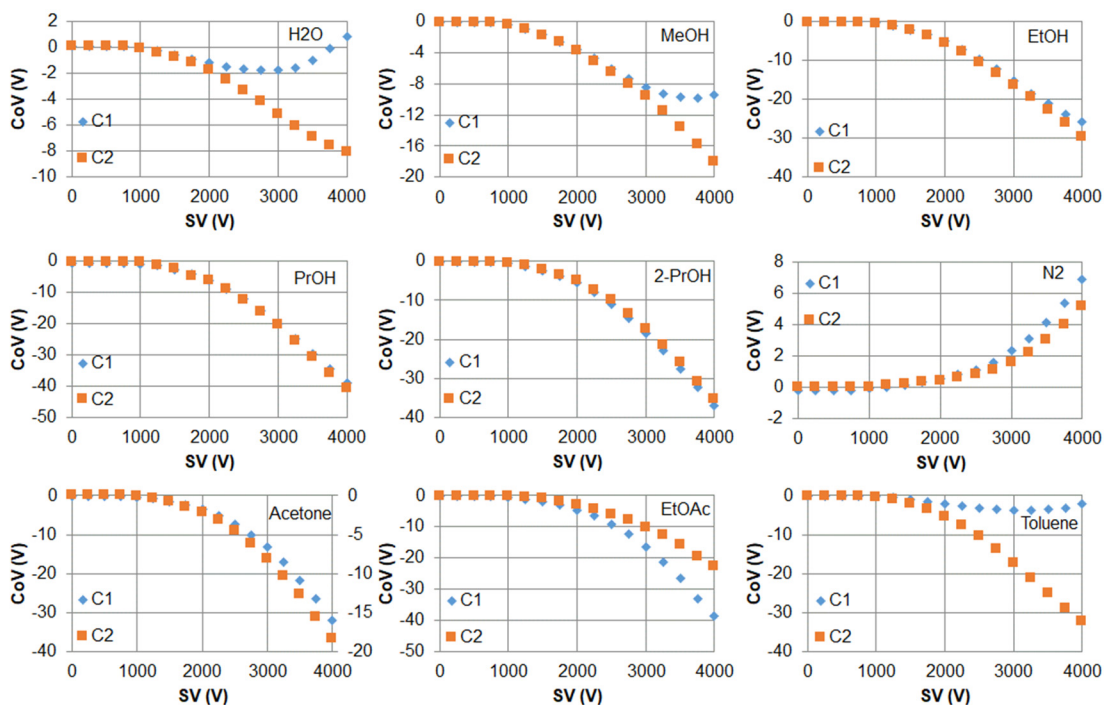 H2O
CoV (V)
2
0
-2
-4
-6
-8
-10
C1
C2
0 1000 2000 3000 4000
SV (V)
MeOH
CoV (V)
0
-4
-8
-12
-16
-20
C1
C2
0 1000 2000 3000 4000
SV (V)
EtOH
CoV (V)
0
-10
-20
-30
-40
C1
C2
0 1000 2000 3000 4000
SV (V)
PrOH
CoV (V)
0
-10
-20
-30
-40
-50
C1
C2
0 1000 2000 3000 4000
SV (V)
2-PrOH
CoV (V)
0
-10
-20
-30
-40
C1
C2
0 1000 2000 3000 4000
SV (V)
N2
CoV (V)
8
6
4
2
0
-2
C1
C2
0 1000 2000 3000 4000
SV (V)
Acetone
CoV (V)
0
-10
-20
-30
-40
C1
C2
0
-5
-10
-15
-20
0 1000 2000 3000 4000
SV (V)
EtOAc
CoV (V)
0
-10
-20
-30
-40
-50
C1
C2
0 1000 2000 3000 4000
SV (V)
Toluene
CoV (V)
0
-10
-20
-30
-40
C1
C2
0 1000 2000 3000 4000
SV (V)